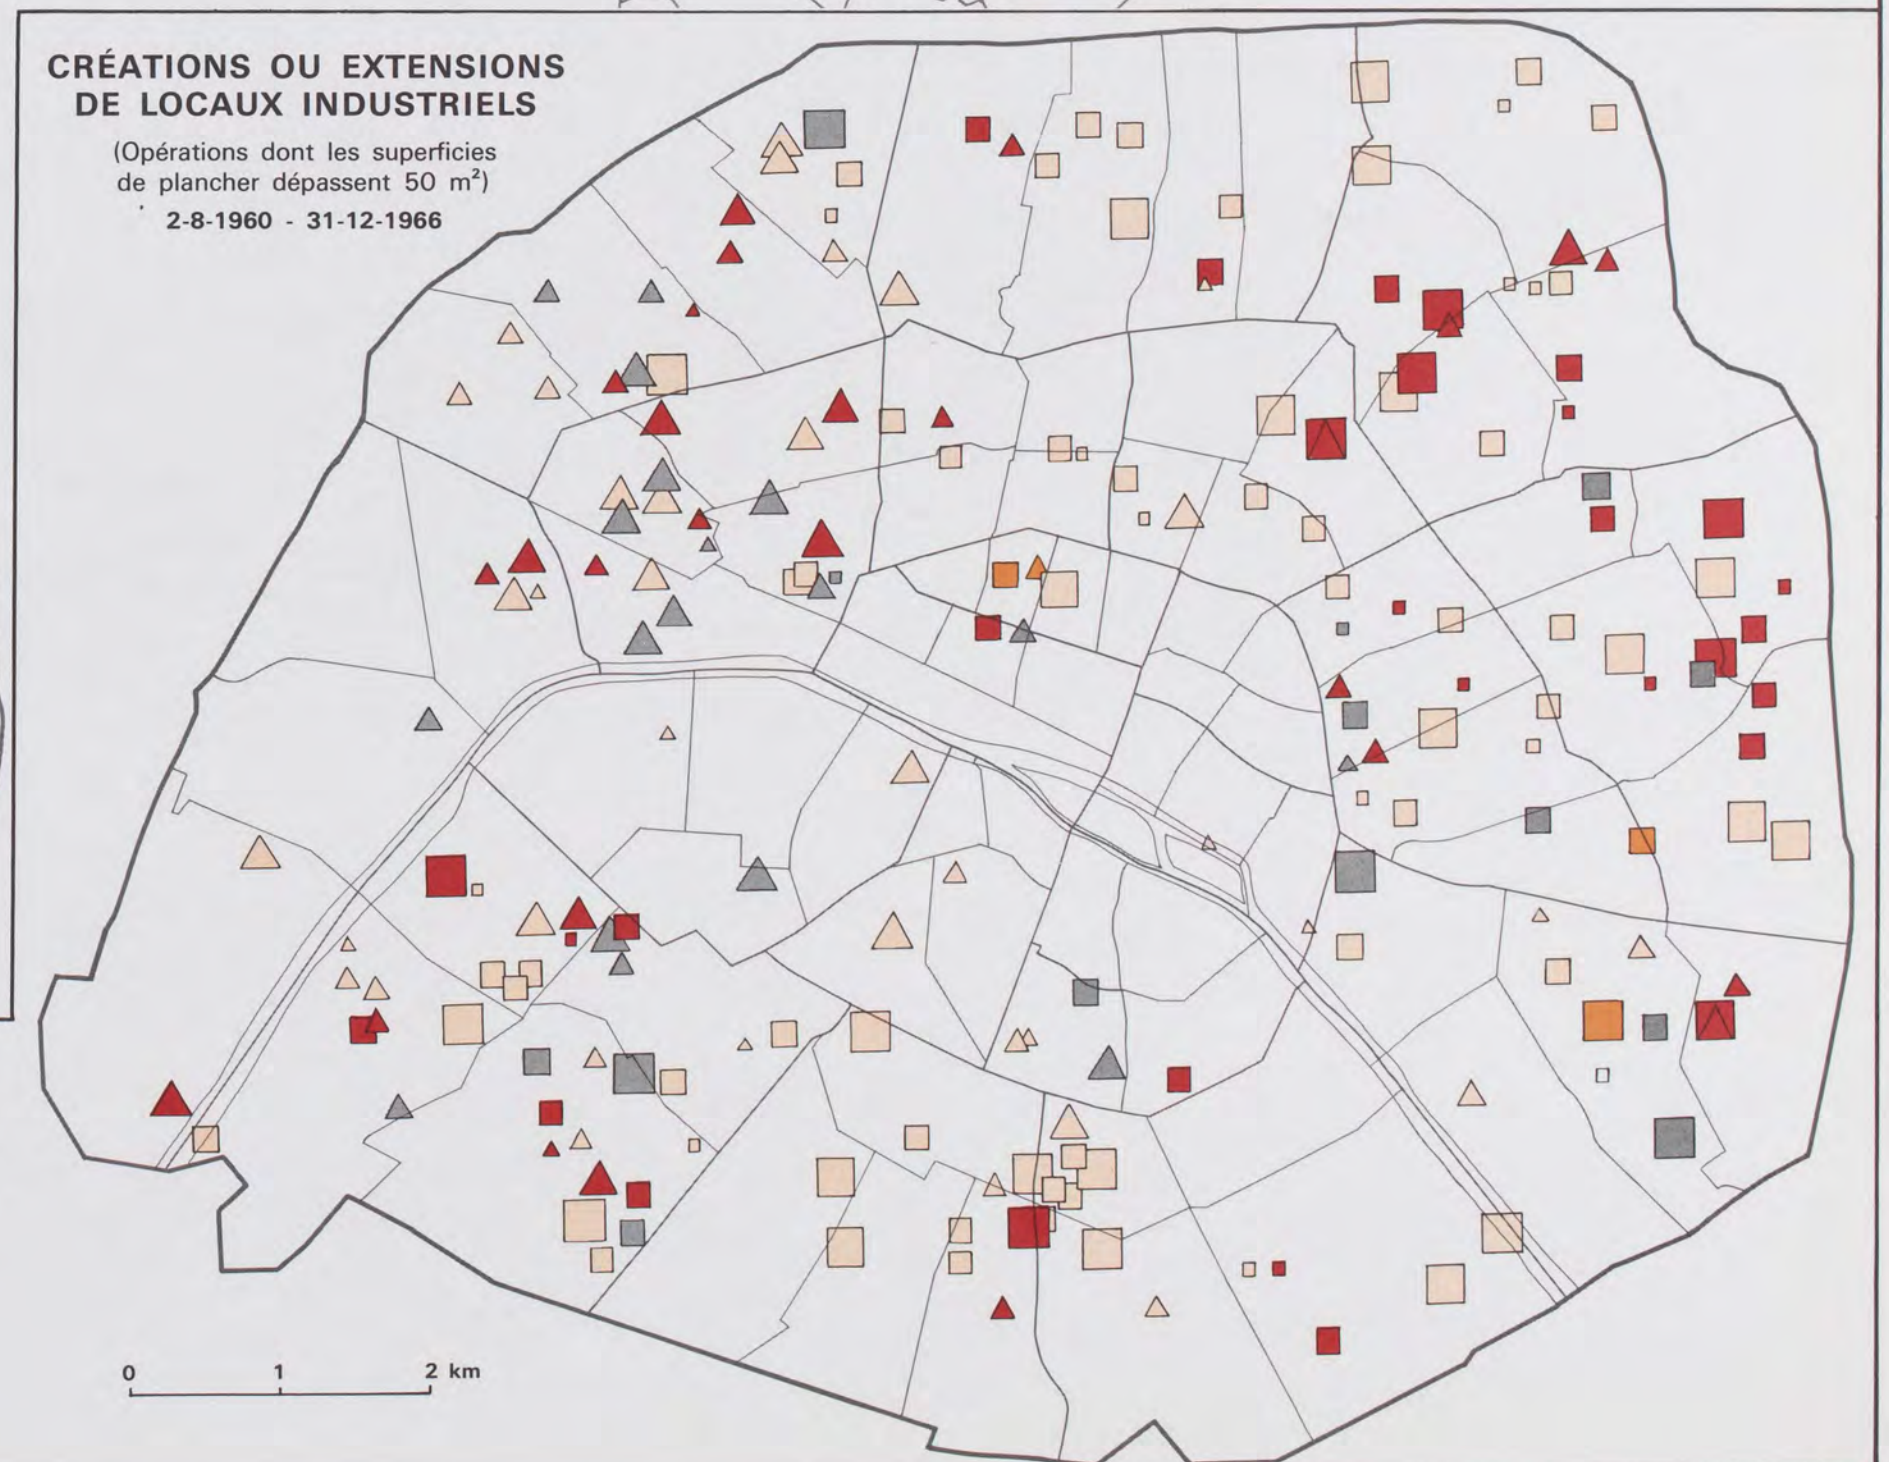 CRÉATIONS OU EXTENSIONS
DE LOCAUX INDUSTRIELS
(Opérations dont les superficies
de plancher dépassent 50 m²)
2-8-1960 - 31-12-1966
0 1 2 km